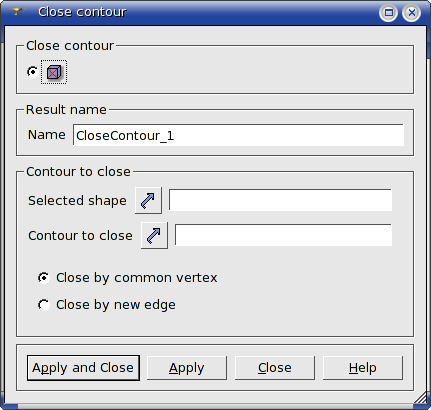 Close contour
Close contour
Result name
Name CloseContour_1
Contour to close
Selected shape
Contour to close
Close by common vertex
Close by new edge
Apply and Close Apply Close Help